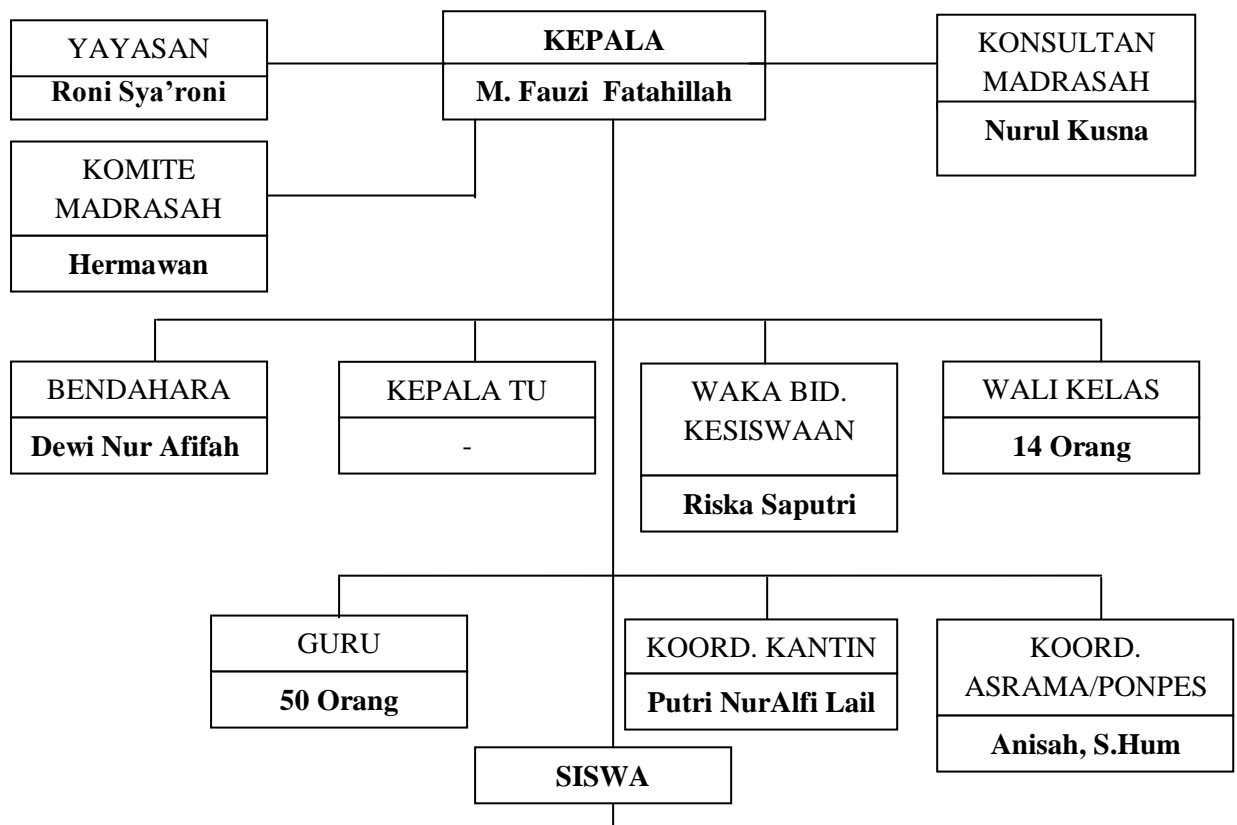 YAYASAN
Roni Sya’roni
KEPALA
M. Fauzi  Fatahillah
KONSULTAN
MADRASAH
Nurul Kusna
KOMITE
MADRASAH
Hermawan
BENDAHARA
Dewi Nur Afifah
KEPALA TU
-
WAKA BID.
KESISWAAN
Riska Saputri
WALI KELAS
14 Orang
GURU
50 Orang
KOORD. KANTIN
Putri NurAlfi Lail
KOORD.
ASRAMA/PONPES
Anisah, S.Hum
SISWA